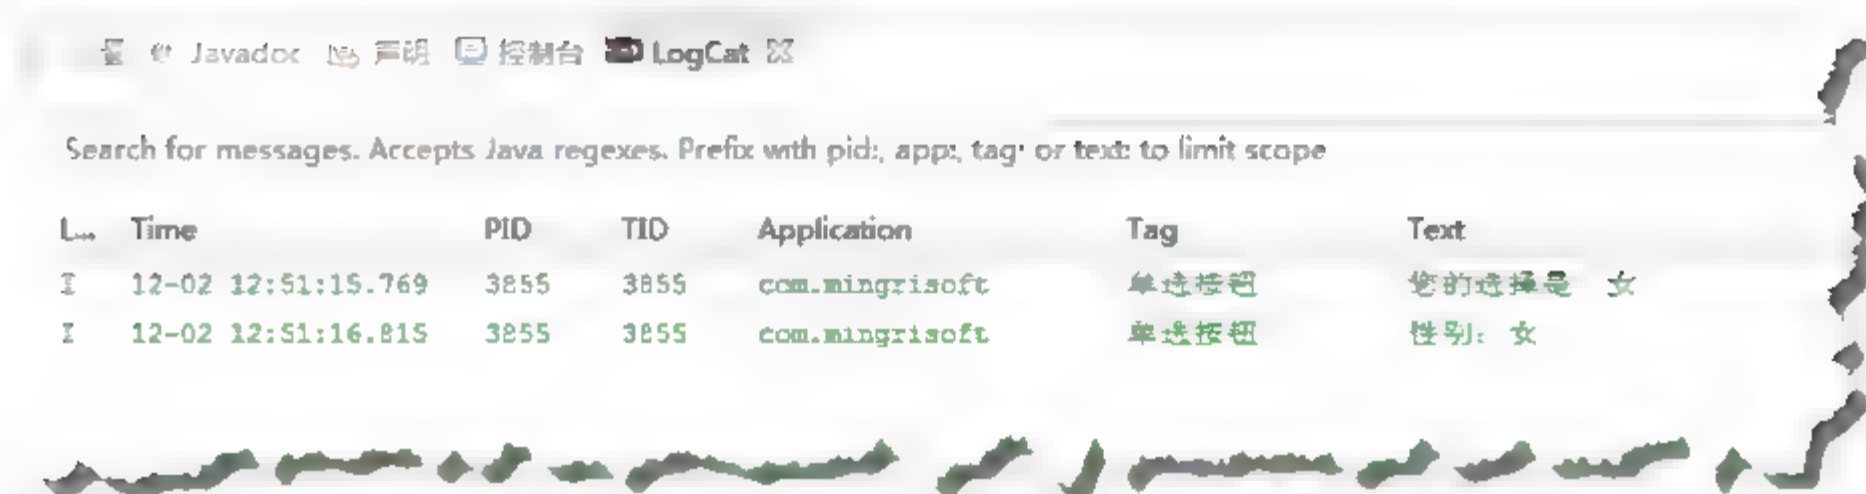 Javadoc 声明 控制台 LogCat
Search for messages. Accepts Java regexes. Prefix with pid:, app:, tag: or text: to limit scope
L... Time PID TID Application Tag Text
I 12-02 12:51:15.769 3855 3855 com.mingrisoft 单选按钮 您的选择是 女
I 12-02 12:51:16.815 3855 3855 com.mingrisoft 单选按钮 性别: 女